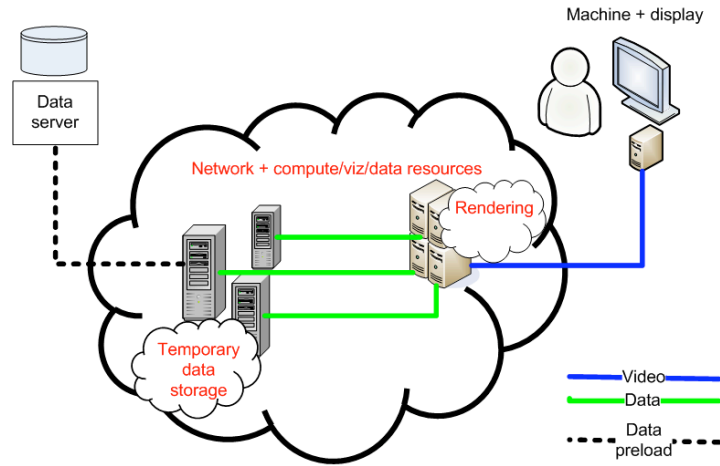 Machine + display
Data
server
Network + compute/viz/data resources
Rendering
Temporary
data
storage
Video
Data
Data
preload